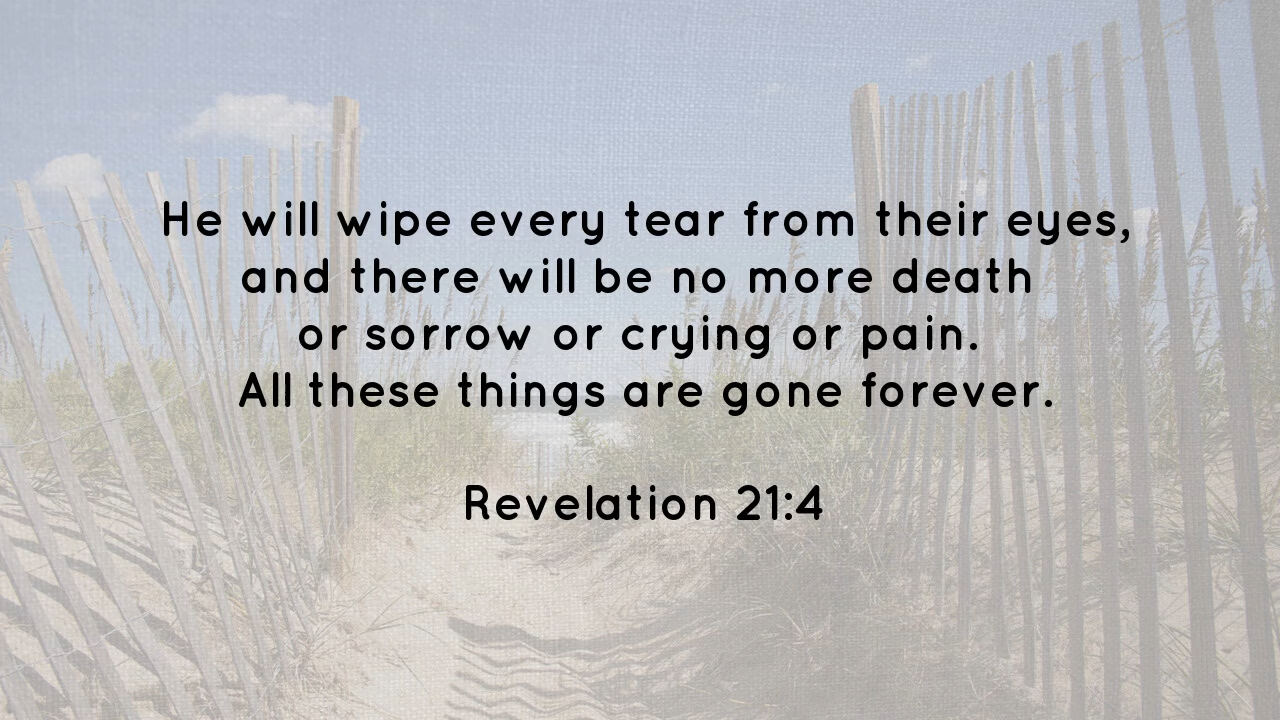 He will wipe every tear from their eyes,
and there will be no more death
or sorrow or crying or pain.
All these things are gone forever.
Revelation 21:4